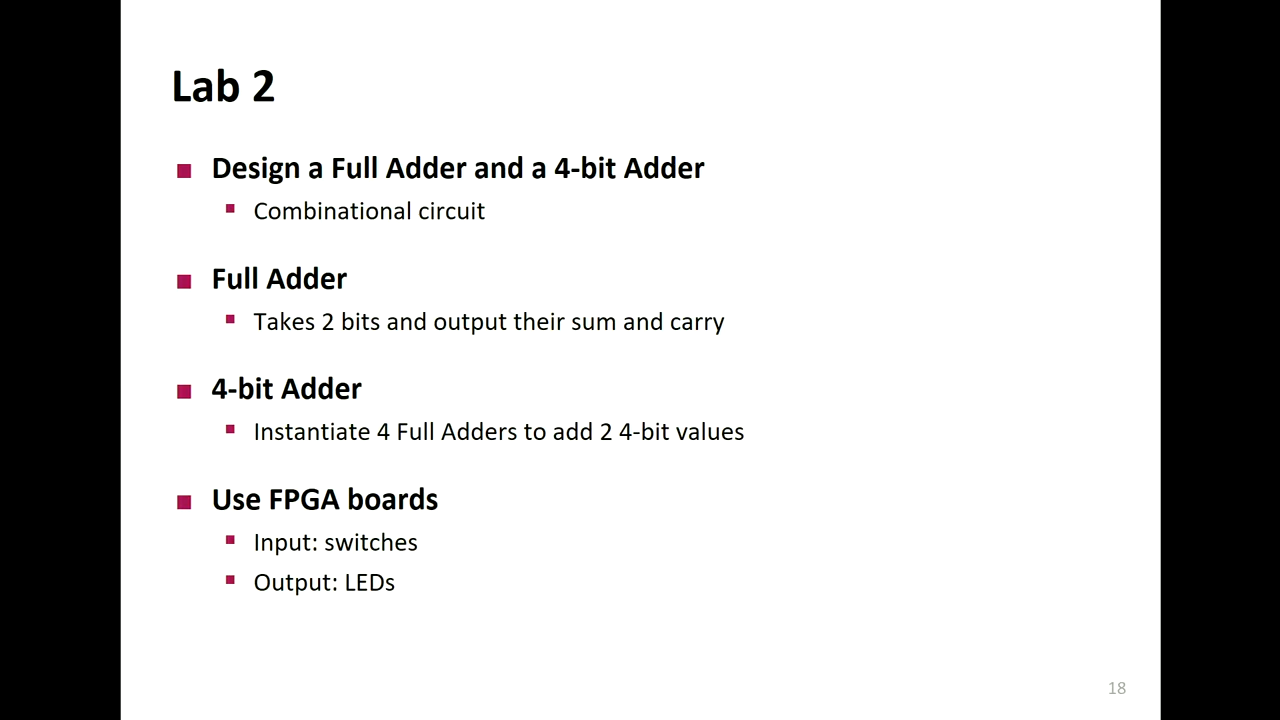 Lab 2
Design a Full Adder and a 4-bit Adder
Combinational circuit
Full Adder
Takes 2 bits and output their sum and carry
4-bit Adder
Instantiate 4 Full Adders to add 2 4-bit values
Use FPGA boards
Input: switches
Output: LEDs
18